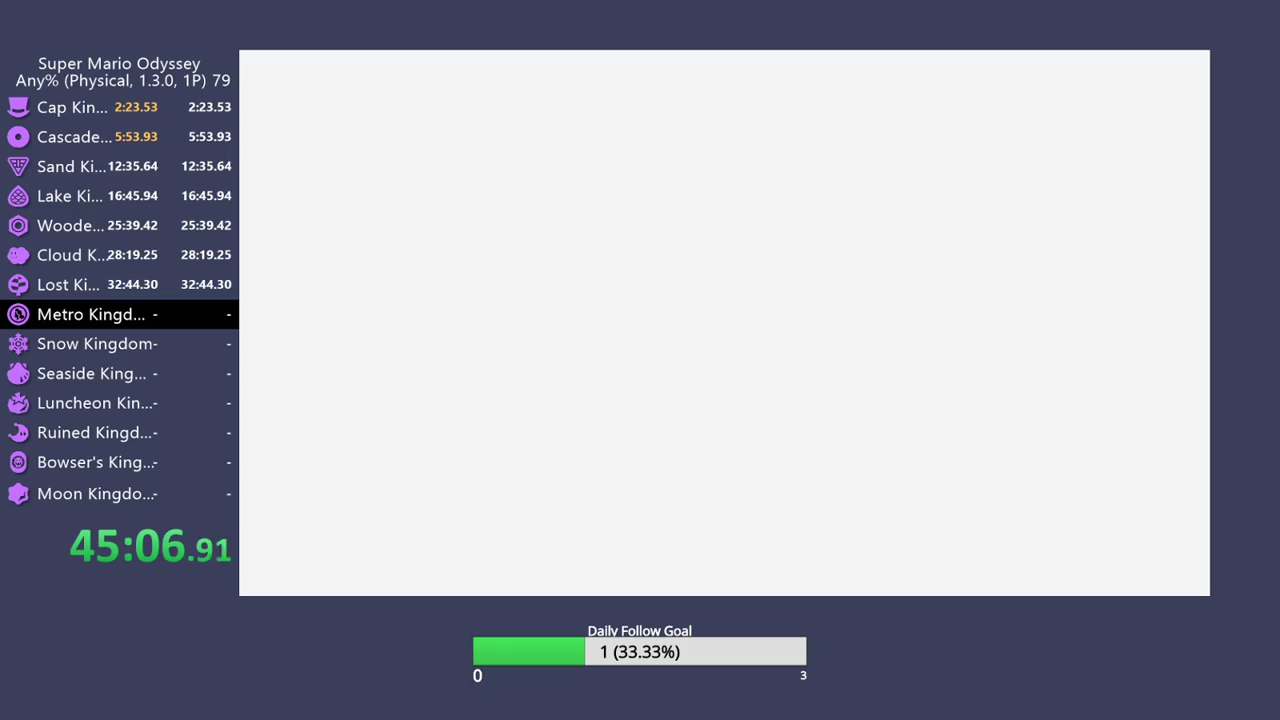 Super Mario Odyssey
Any% (Physical, 1.3.0, 1P) 79
Cap Kin... 2:23.53 2:23.53
Cascade... 5:53.93 5:53.93
Sand Ki... 12:35.64 12:35.64
Lake Ki... 16:45.94 16:45.94
Woode... 25:39.42 25:39.42
Cloud K... 28:19.25 28:19.25
Lost Ki... 32:44.30 32:44.30
Metro Kingd... - -
Snow Kingdom- -
Seaside King... - -
Luncheon Kin...- -
Ruined Kingd...- -
Bowser's King...- -
Moon Kingdo...- -
45:06.91
Daily Follow Goal
1 (33.33%)
0 3